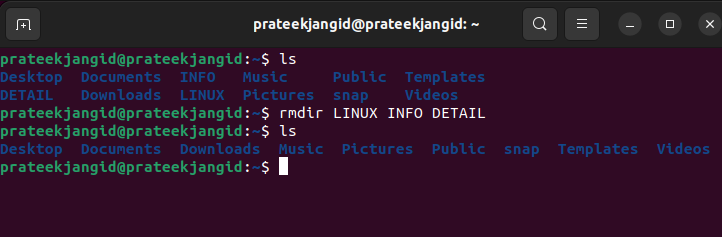 prateekjangid@prateekjangid: ~
prateekjangid@prateekjangid:~$ ls
Desktop  Documents  INFO   Music     Public  Templates
DETAIL   Downloads  LINUX  Pictures  snap    Videos
prateekjangid@prateekjangid:~$ rmdir LINUX INFO DETAIL
prateekjangid@prateekjangid:~$ ls
Desktop  Documents  Downloads  Music  Pictures  Public  snap  Templates  Videos
prateekjangid@prateekjangid:~$